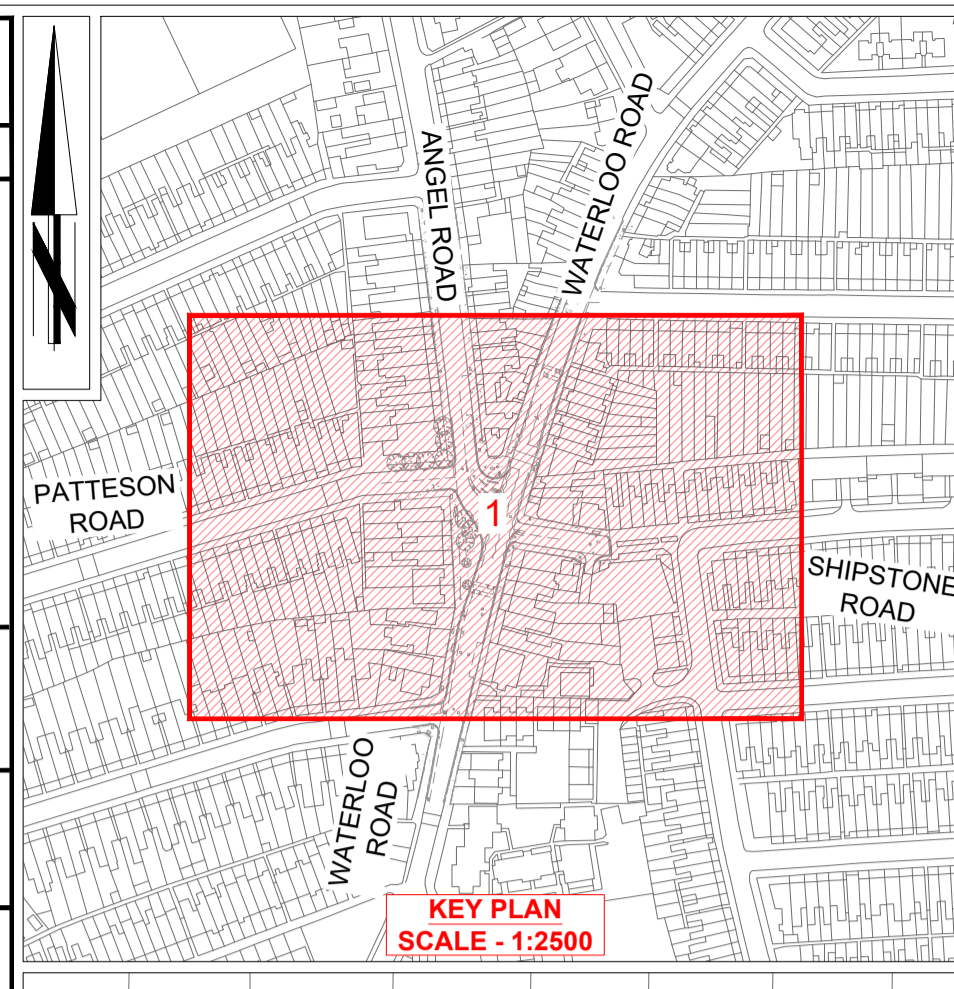 ANGEL ROAD
WATERLOO ROAD
PATTESON
ROAD
1
SHIPSTONE
ROAD
WATERLOO
ROAD
KEY PLAN
SCALE - 1:2500
N